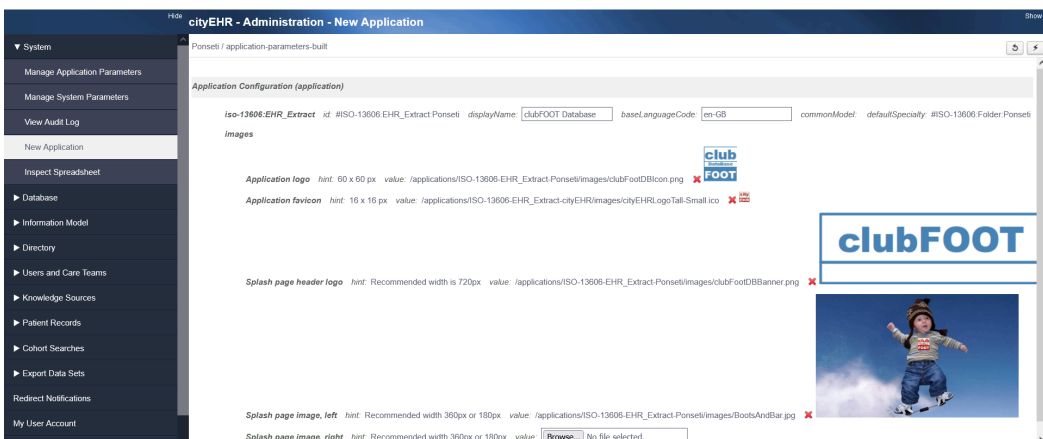 Hide
cityEHR - Administration - New Application
Show
▼ System
Manage Application Parameters
Manage System Parameters
View Audit Log
New Application
Inspect Spreadsheet
► Database
► Information Model
► Directory
► Users and Care Teams
► Knowledge Sources
► Patient Records
► Cohort Searches
► Export Data Sets
Redirect Notifications
My User Account
Ponseti / application-parameters-built
Application Configuration (application)
iso-13606:EHR_Extract id: #ISO-13606:EHR_Extract:Ponseti displayName: clubFOOT Database baseLanguageCode: en-GB commonModel: defaultSpecialty: #ISO-13606:Folder:Ponseti
images
club
DataBase
FOOT
Application logo hint: 60 x 60 px value: /applications/ISO-13606-EHR_Extract-Ponseti/images/clubFootDBIcon.png
Application favicon hint: 16 x 16 px value: /applications/ISO-13606-EHR_Extract-cityEHR/images/cityEHRLogoTall-Small.ico
clubFOOT
Splash page header logo hint: Recommended width is 720px value: /applications/ISO-13606-EHR_Extract-Ponseti/images/clubFootDBBanner.png
Splash page image, left hint: Recommended width 360px or 180px value: /applications/ISO-13606-EHR_Extract-Ponseti/images/BootsAndBar.jpg
Splash page image, right hint: Recommended width 360px or 180px value: Browse... No file selected.